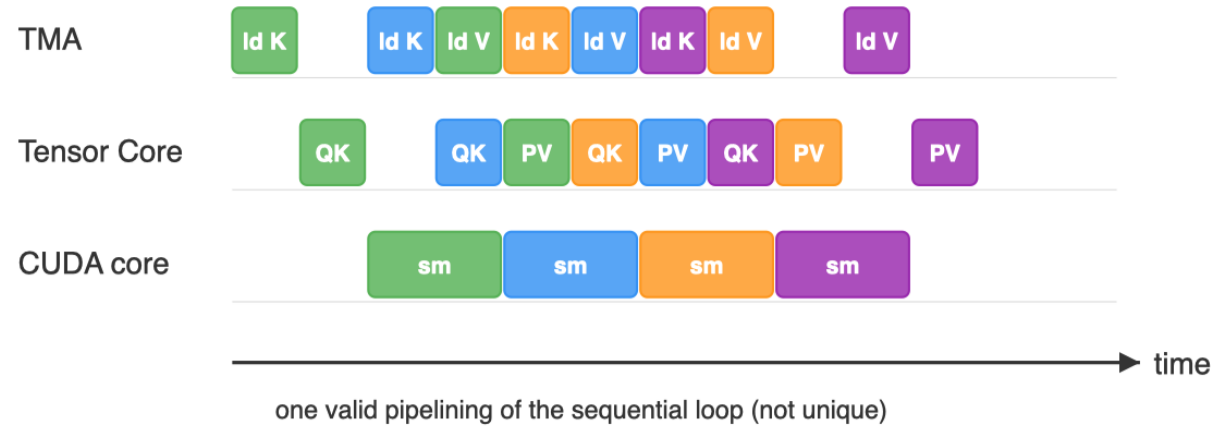 TMA
ld K ld K ld V ld K ld V ld K ld V ld V
Tensor Core
QK QK PV QK PV QK PV PV
CUDA core
sm sm sm sm
time
one valid pipelining of the sequential loop (not unique)